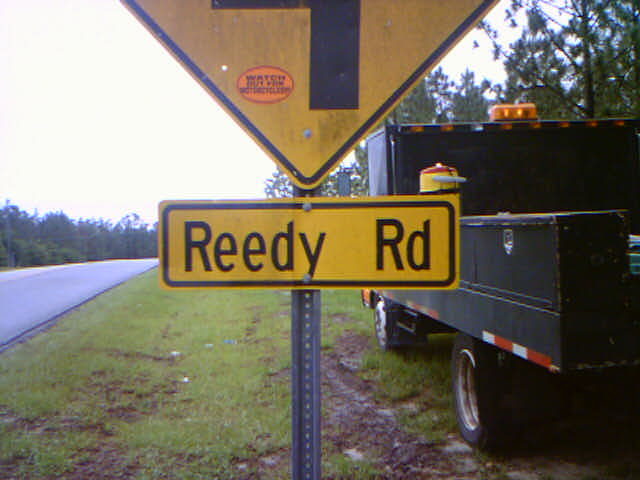 WATCH
OUT FOR
MOTORCYCLES!!
Reedy Rd